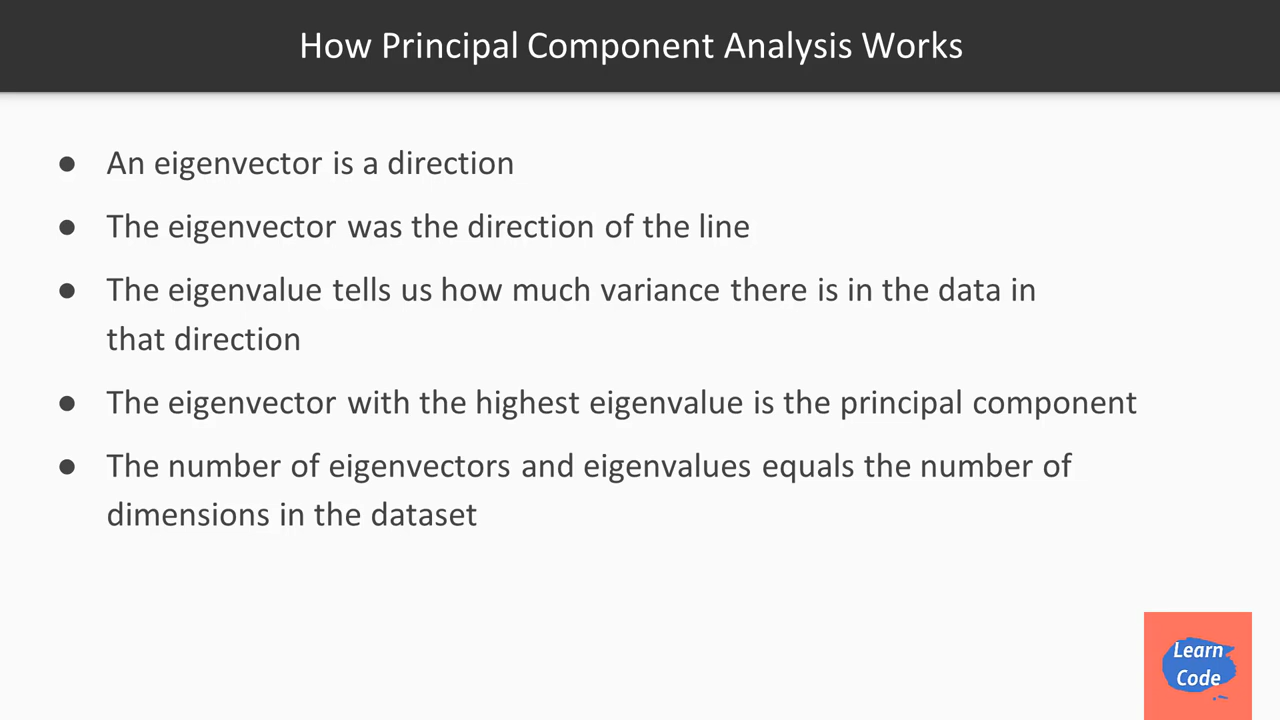 How Principal Component Analysis Works
● An eigenvector is a direction
● The eigenvector was the direction of the line
● The eigenvalue tells us how much variance there is in the data in
that direction
● The eigenvector with the highest eigenvalue is the principal component
● The number of eigenvectors and eigenvalues equals the number of
dimensions in the dataset
Learn
Code